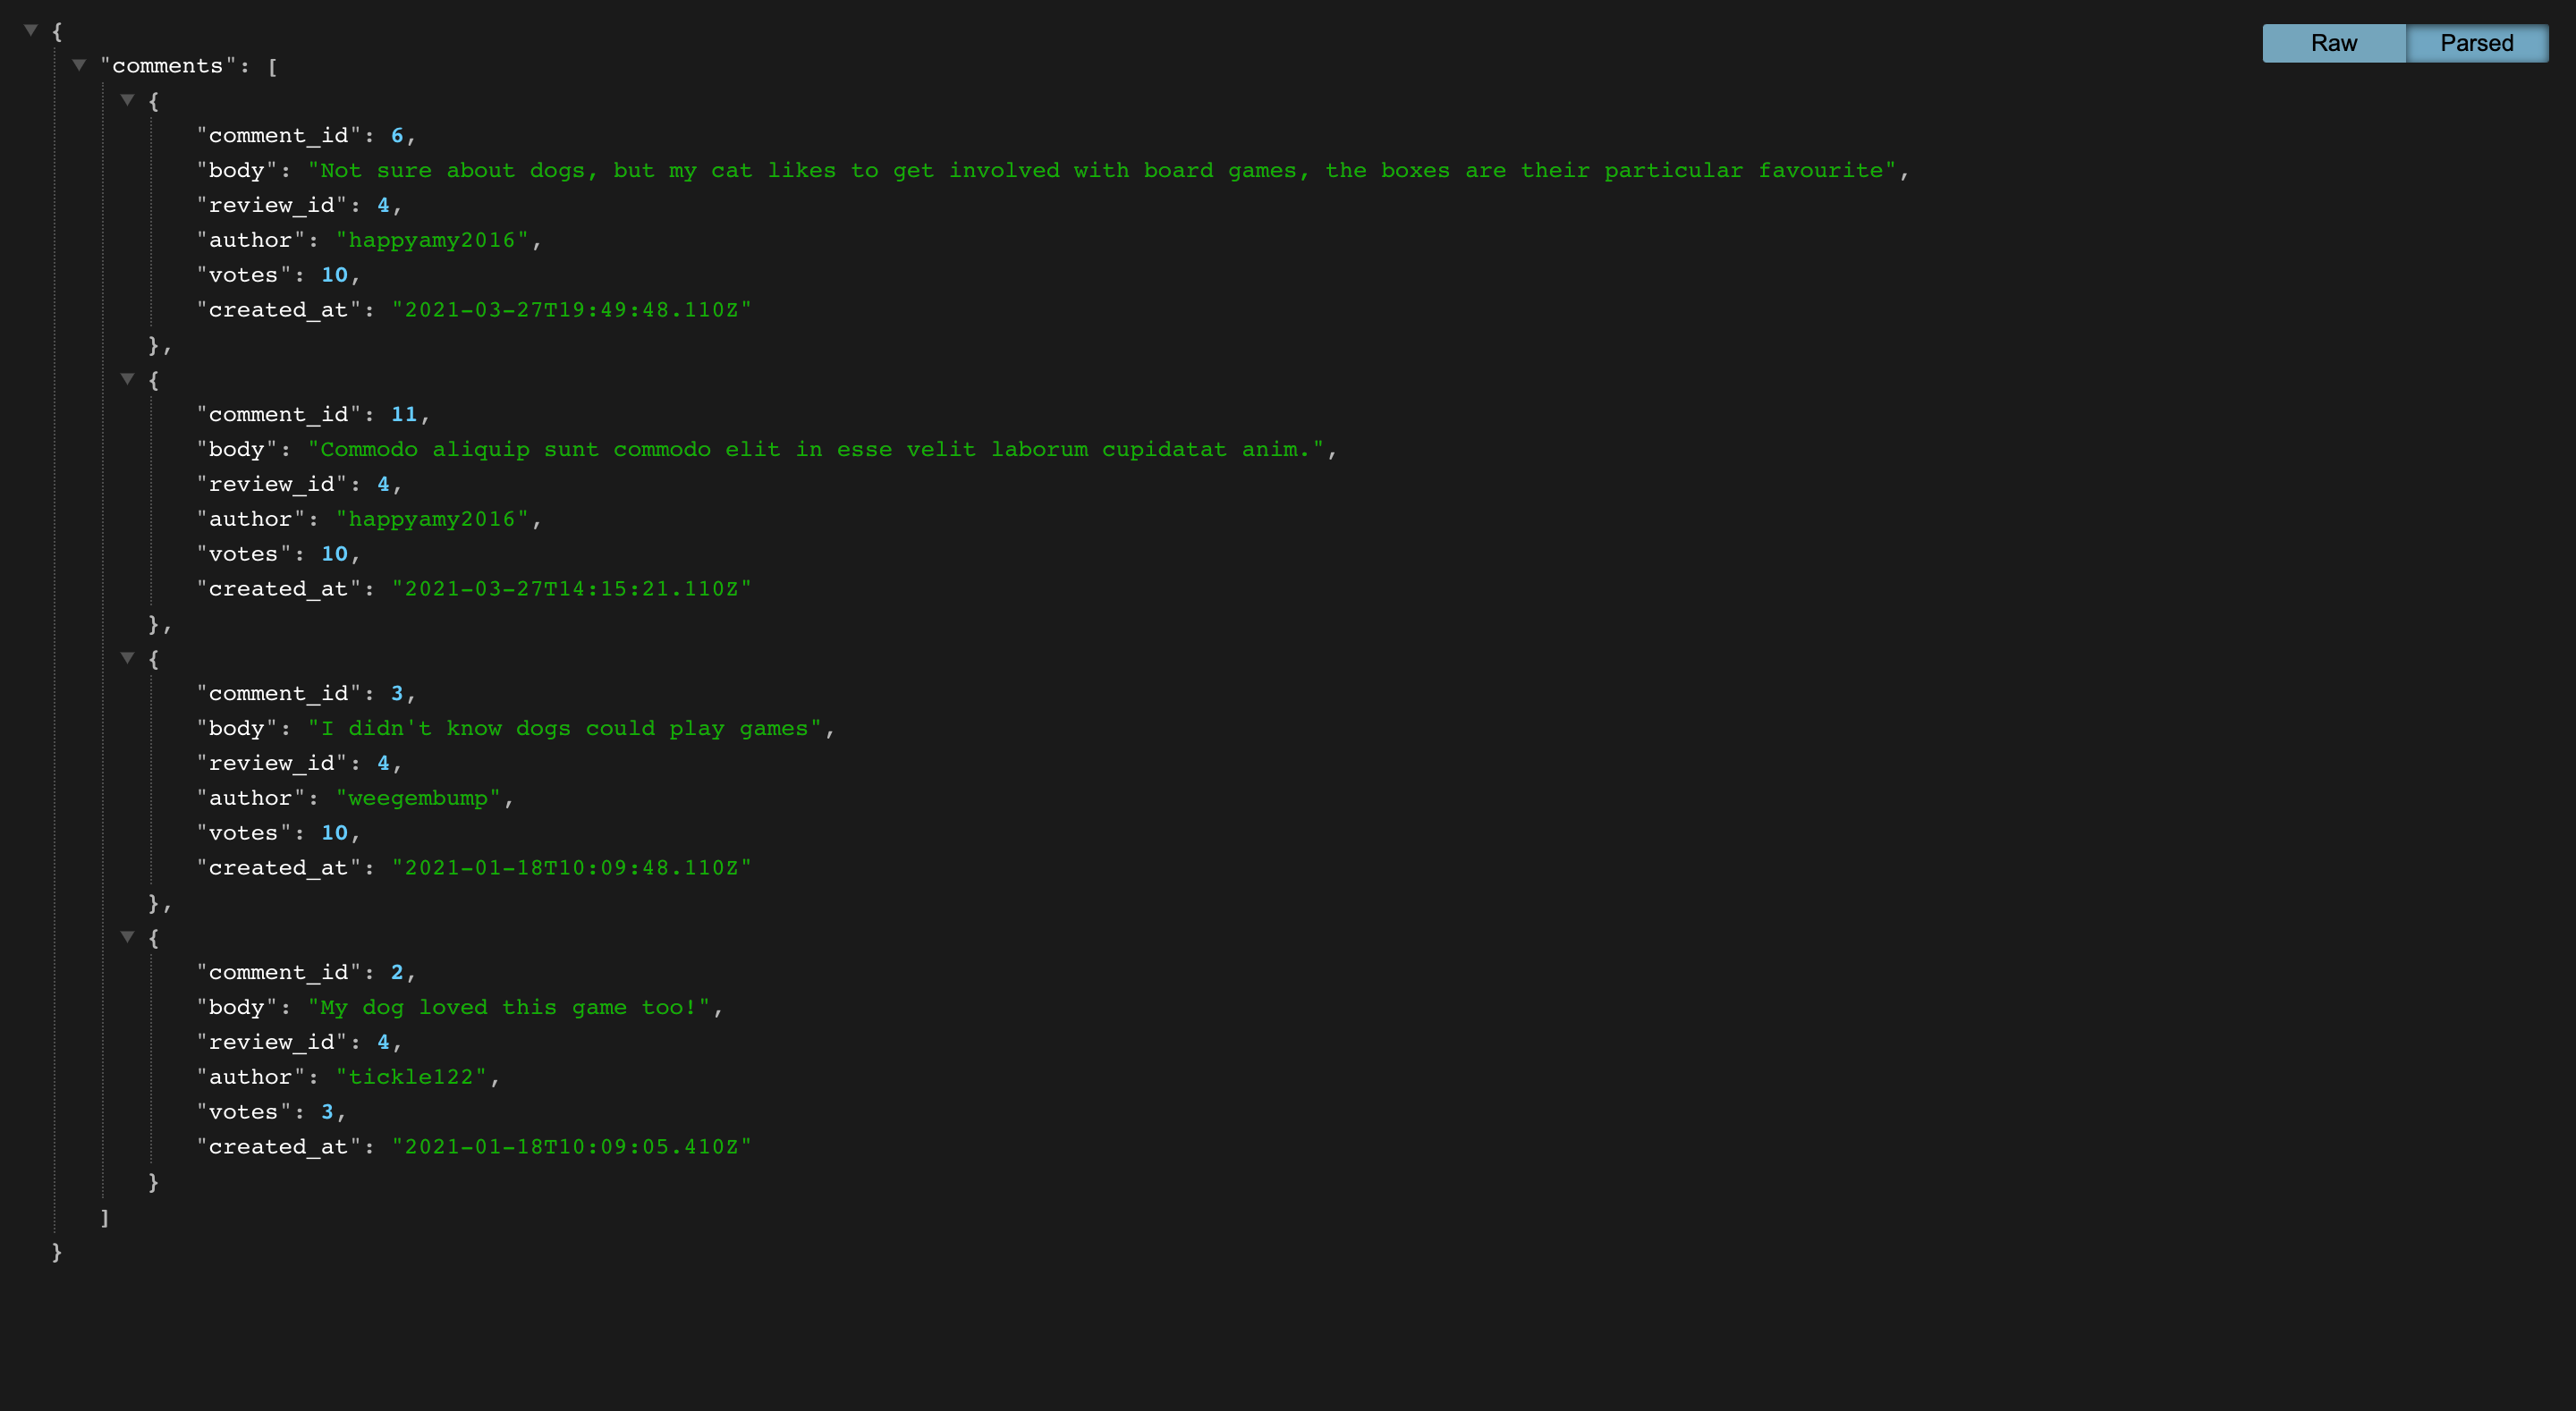 {
Raw Parsed
"comments": [
{
"comment_id": 6,
"body": "Not sure about dogs, but my cat likes to get involved with board games, the boxes are their particular favourite",
"review_id": 4,
"author": "happyamy2016",
"votes": 10,
"created_at": "2021-03-27T19:49:48.110Z"
},
{
"comment_id": 11,
"body": "Commodo aliquip sunt commodo elit in esse velit laborum cupidatat anim.",
"review_id": 4,
"author": "happyamy2016",
"votes": 10,
"created_at": "2021-03-27T14:15:21.110Z"
},
{
"comment_id": 3,
"body": "I didn't know dogs could play games",
"review_id": 4,
"author": "weegembump",
"votes": 10,
"created_at": "2021-01-18T10:09:48.110Z"
},
{
"comment_id": 2,
"body": "My dog loved this game too!",
"review_id": 4,
"author": "tickle122",
"votes": 3,
"created_at": "2021-01-18T10:09:05.410Z"
}
]
}